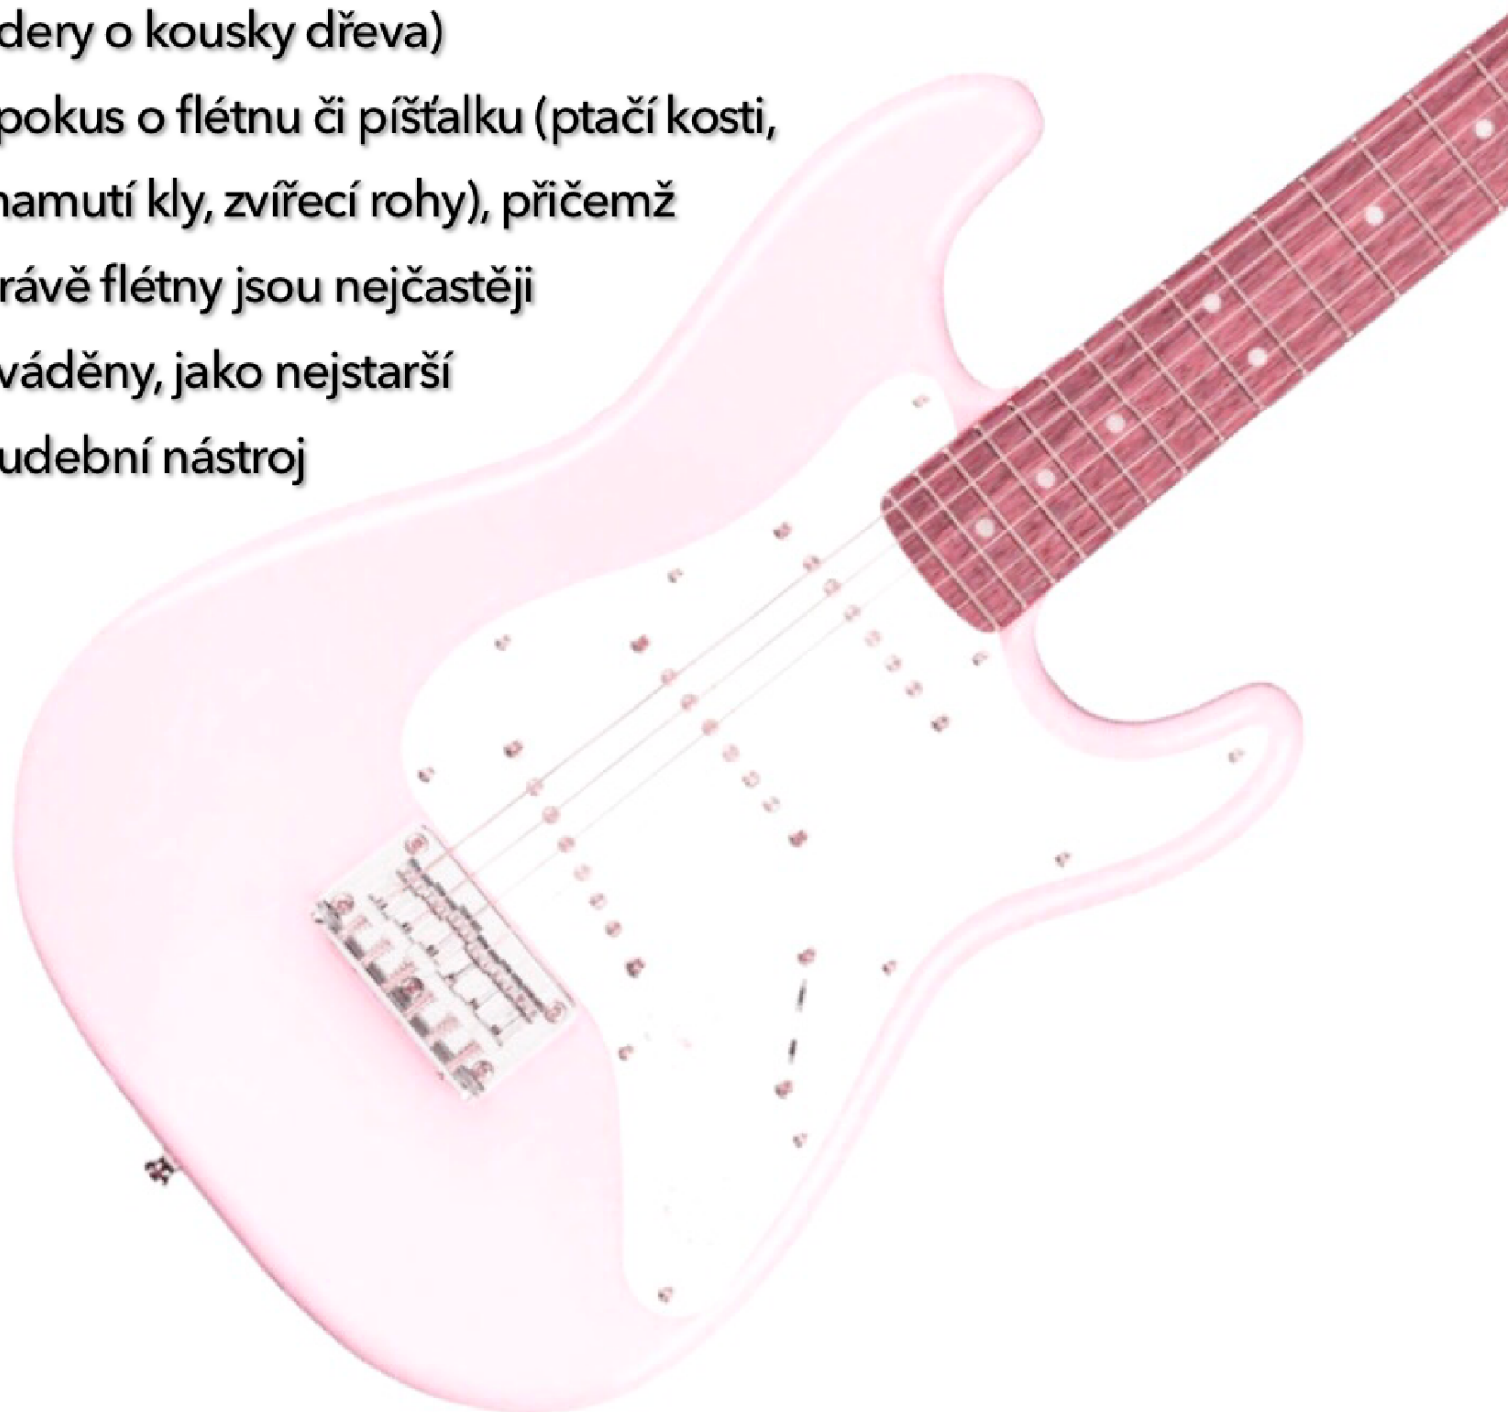 dery o kousky dřeva)
pokus o flétnu či píšťalku (ptačí kosti,
namutí kly, zvířecí rohy), přičemž
rávě flétny jsou nejčastěji
váděny, jako nejstarší
udební nástroj